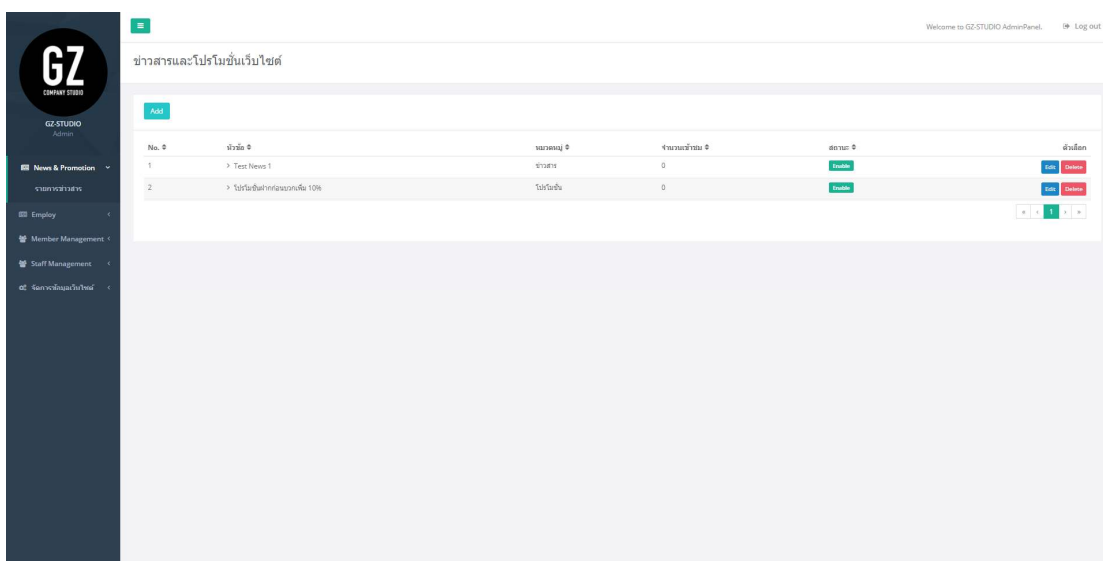 Welcome to GZ-STUDIO AdminPanel.
Log out
GZ
COMPANY STUDIO
GZ-STUDIO
Admin
News & Promotion
รายการข่าวสาร
Employ
Member Management
Staff Management
จัดการข้อมูลเว็บไซต์
ข่าวสารและโปรโมชั่นเว็บไซต์
Add
No. หัวข้อ หมวดหมู่ จำนวนเข้าชม สถานะ ตัวเลือก
1 > Test News 1 ข่าวสาร 0 Enable Edit Delete
2 > โปรโมชั่นฝากก่อนบวกเพิ่ม 10% โปรโมชั่น 0 Enable Edit Delete
« ‹ 1 › »